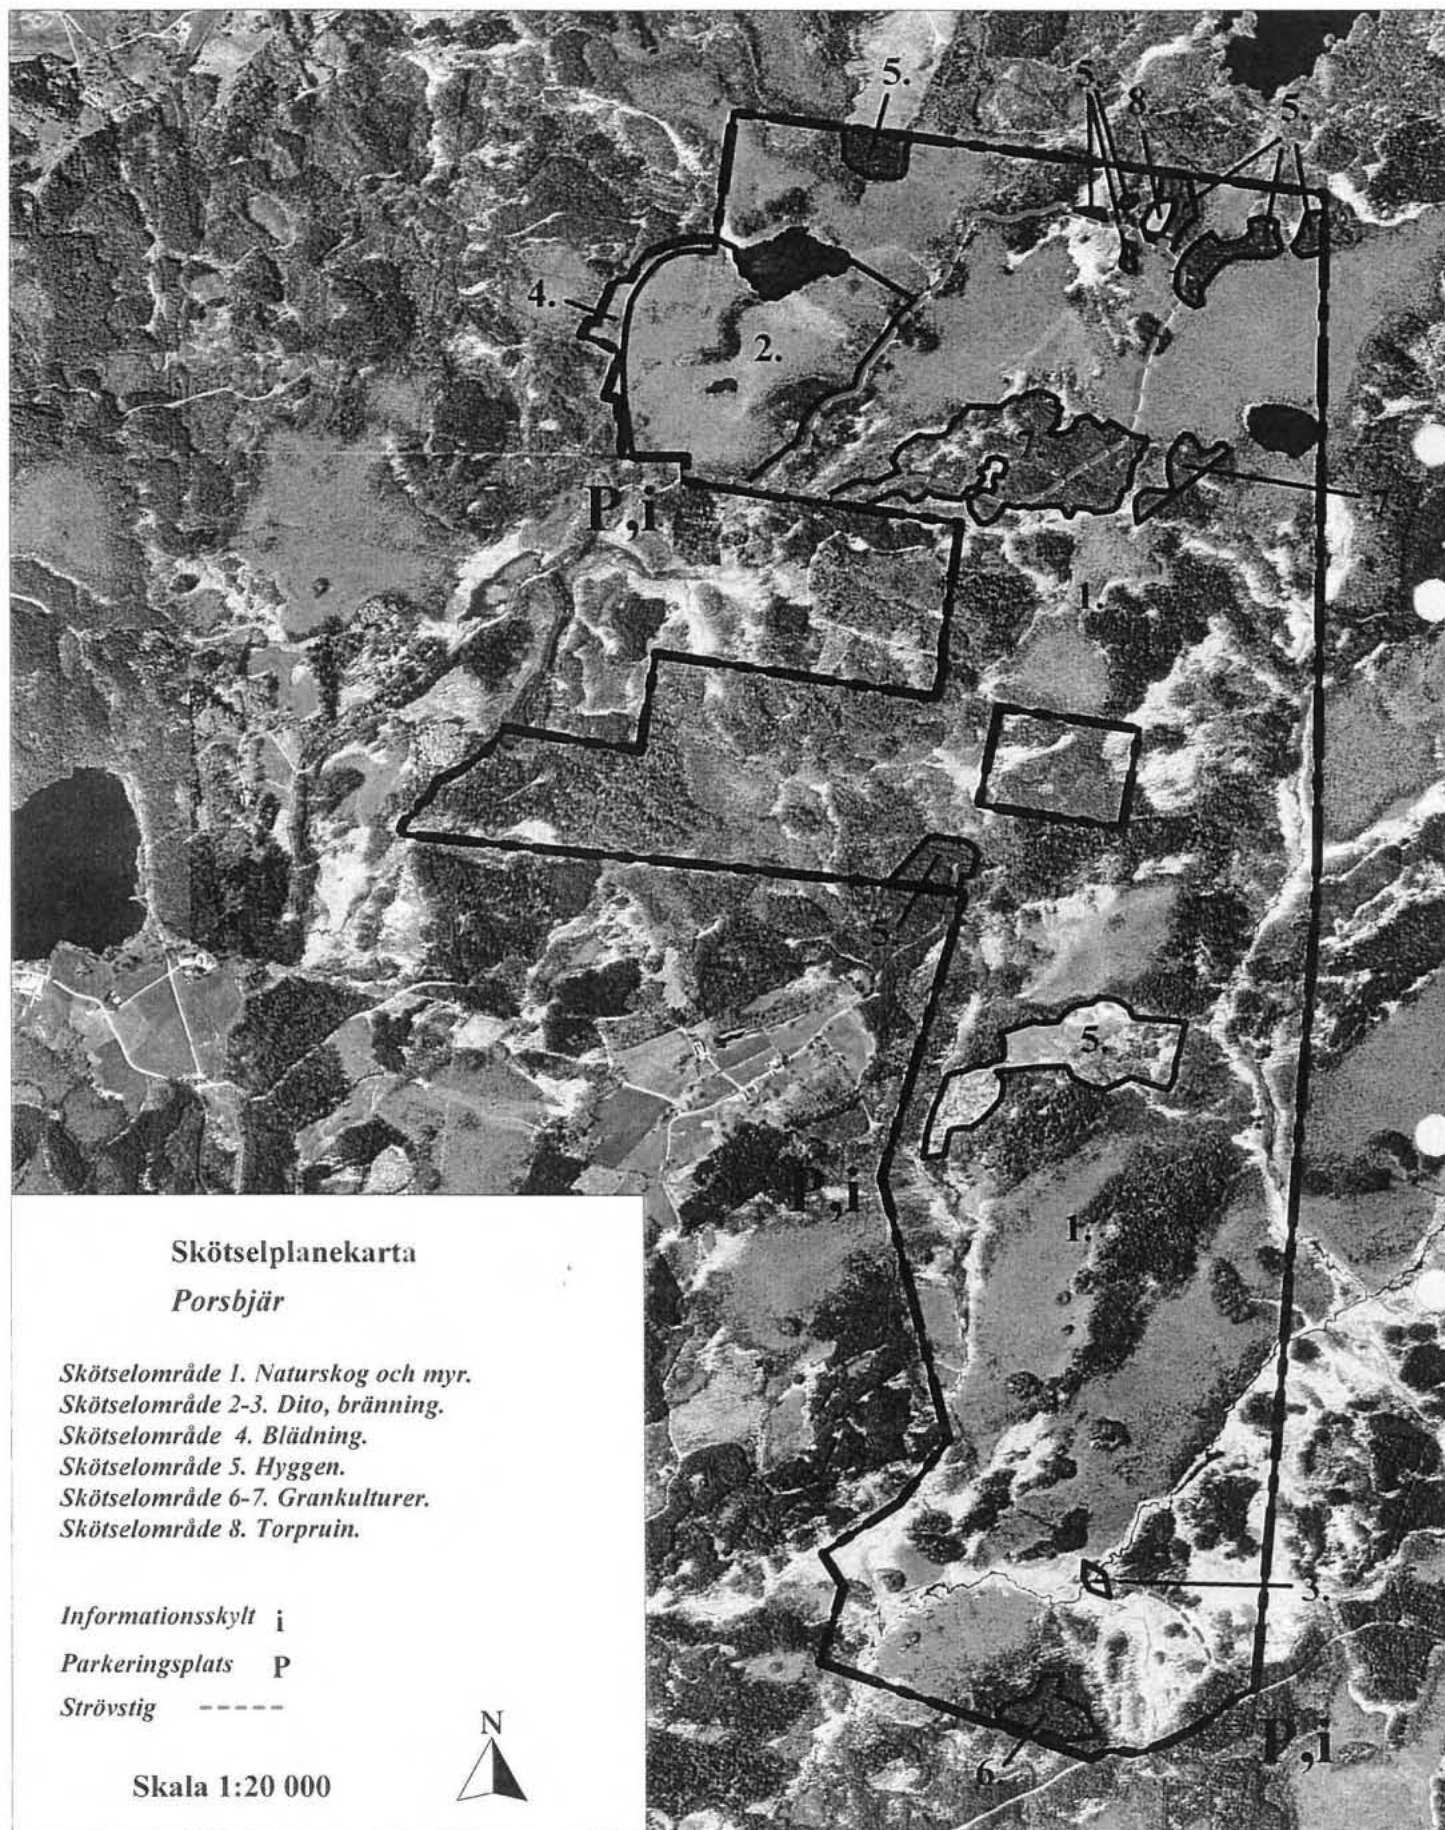 5.
5.
8.
5.
4.
2.
7.
7.
P,i
1.
5.
5.
P,i
1.
3.
6.
P,i
Skötselplanekarta
Porsbjär
Skötselområde 1. Naturskog och myr.
Skötselområde 2-3. Dito, bränning.
Skötselområde 4. Blädning.
Skötselområde 5. Hyggen.
Skötselområde 6-7. Grankulturer.
Skötselområde 8. Torpruin.
Informationsskylt i
Parkeringsplats P
Strövstig
N
Skala 1:20 000